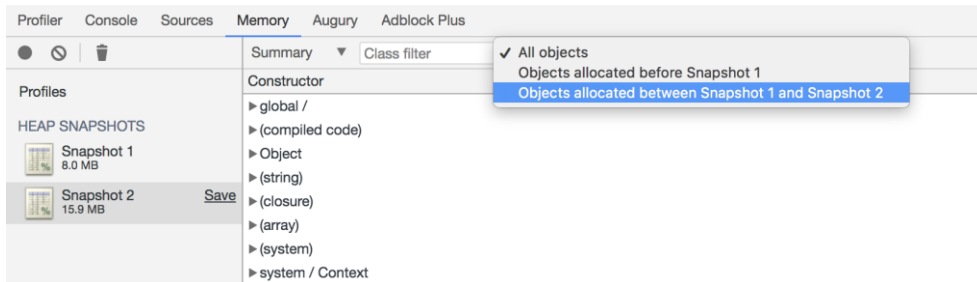 Profiler Console Sources Memory Augury Adblock Plus
Summary ▼ Class filter
✓ All objects
Objects allocated before Snapshot 1
Objects allocated between Snapshot 1 and Snapshot 2
Profiles
HEAP SNAPSHOTS
Snapshot 1
8.0 MB
Snapshot 2 Save
15.9 MB
Constructor
▶global /
▶(compiled code)
▶Object
▶(string)
▶(closure)
▶(array)
▶(system)
▶system / Context